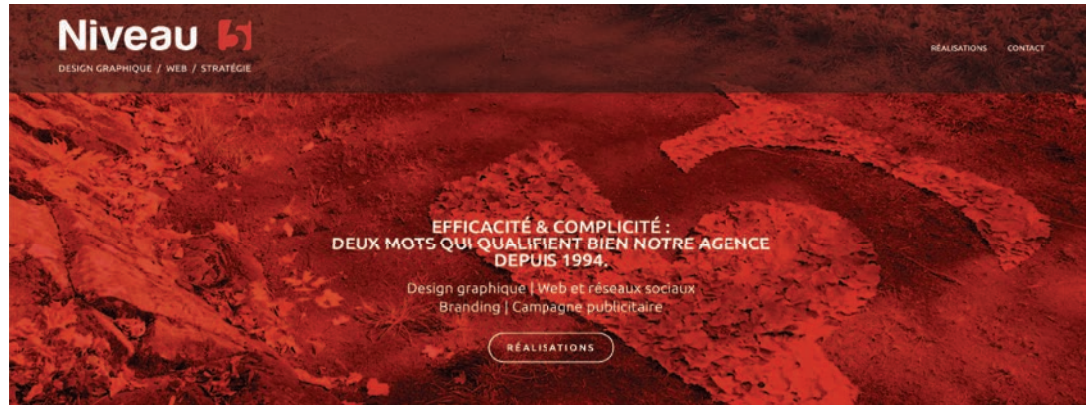 Niveau 5
DESIGN GRAPHIQUE / WEB / STRATÉGIE
RÉALISATIONS
CONTACT
EFFICACITÉ & COMPLICITÉ :
DEUX MOTS QUI QUALIFIENT BIEN NOTRE AGENCE
DEPUIS 1994.
Design graphique | Web et réseaux sociaux
Branding | Campagne publicitaire
RÉALISATIONS